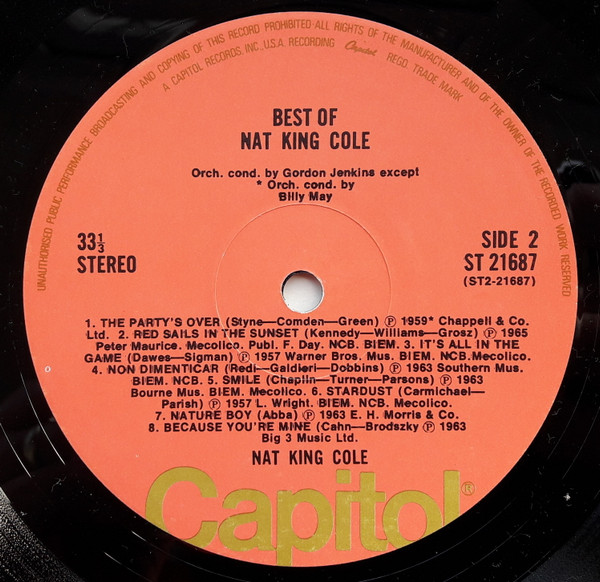 UNAUTHORISED PUBLIC PERFORMANCE BROADCASTING AND COPYING OF THIS RECORD PROHIBITED ALL RIGHTS OF THE MANUFACTURER AND OF THE OWNER OF THE RECORDED WORK RESERVED
A CAPITOL RECORDS, INC., U.S.A. RECORDING Capitol REGD. TRADE MARK
BEST OF
NAT KING COLE
Orch. cond. by Gordon Jenkins except
* Orch. cond. by
Billy May
33⅓
STEREO
SIDE 2
ST 21687
(ST2-21687)
1. THE PARTY'S OVER (Styne—Comden—Green) ℗ 1959* Chappell & Co.
Ltd. 2. RED SAILS IN THE SUNSET (Kennedy—Williams—Grosz) ℗ 1965
Peter Maurice. Mecolico. Publ. F. Day. NCB. BIEM. 3. IT'S ALL IN THE
GAME (Dawes—Sigman) ℗ 1957 Warner Bros. Mus. BIEM. NCB.Mecolico.
4. NON DIMENTICAR (Redi—Galdieri—Dobbins) ℗ 1963 Southern Mus.
BIEM. NCB. 5. SMILE (Chaplin—Turner—Parsons) ℗ 1963
Bourne Mus. BIEM. Mecolico. 6. STARDUST (Carmichael—
Parish) ℗ 1957 L. Wright. BIEM. NCB. Mecolico.
7. NATURE BOY (Abba) ℗ 1963 E. H. Morris & Co.
8. BECAUSE YOU'RE MINE (Cahn—Brodszky ℗ 1963
Big 3 Music Ltd.
NAT KING COLE
Capitol®